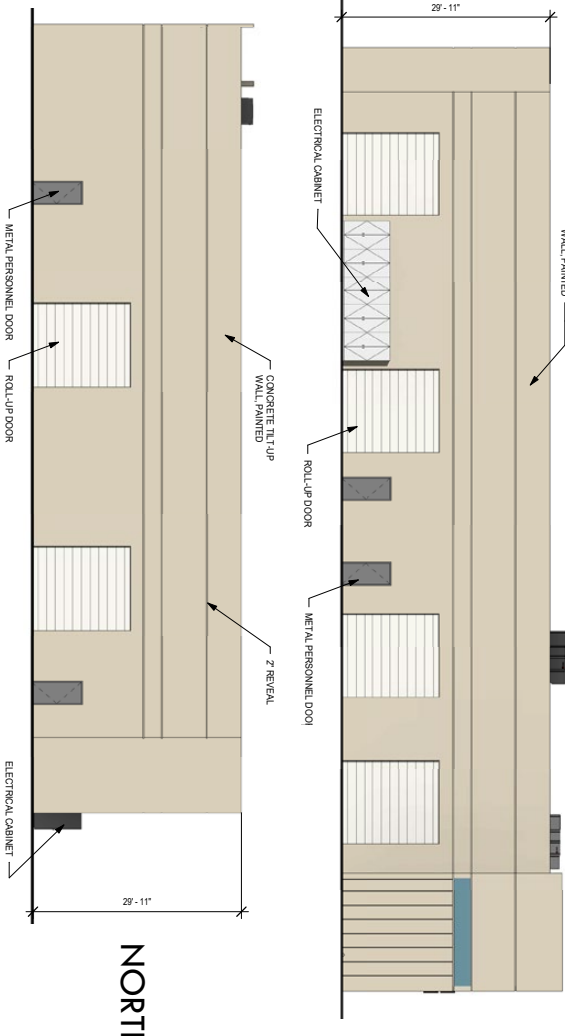 WALL, PAINTED
29' - 11"
ELECTRICAL CABINET
ROLL-UP DOOR
METAL PERSONNEL DOOR
CONCRETE TILT-UP
WALL, PAINTED
2" REVEAL
29' - 11"
METAL PERSONNEL DOOR
ROLL-UP DOOR
ELECTRICAL CABINET
NORT